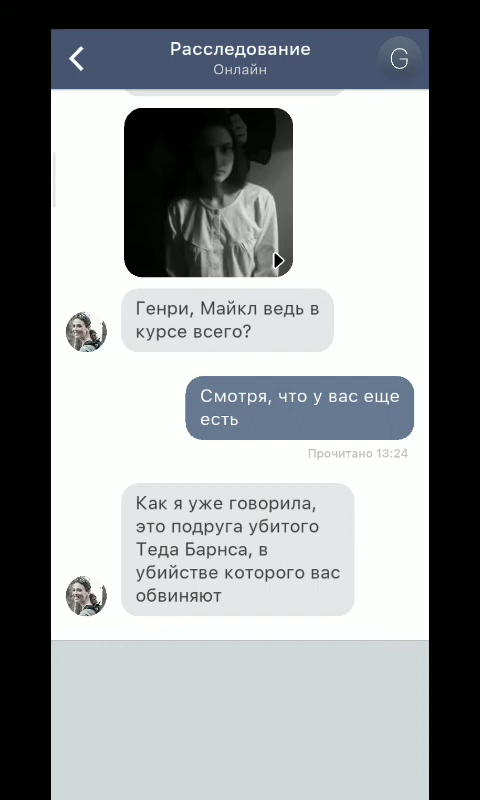 Расследование
Онлайн
G
Генри, Майкл ведь в
курсе всего?
Смотря, что у вас еще
есть
Прочитано 13:24
Как я уже говорила,
это подруга убитого
Теда Барнса, в
убийстве которого вас
обвиняют